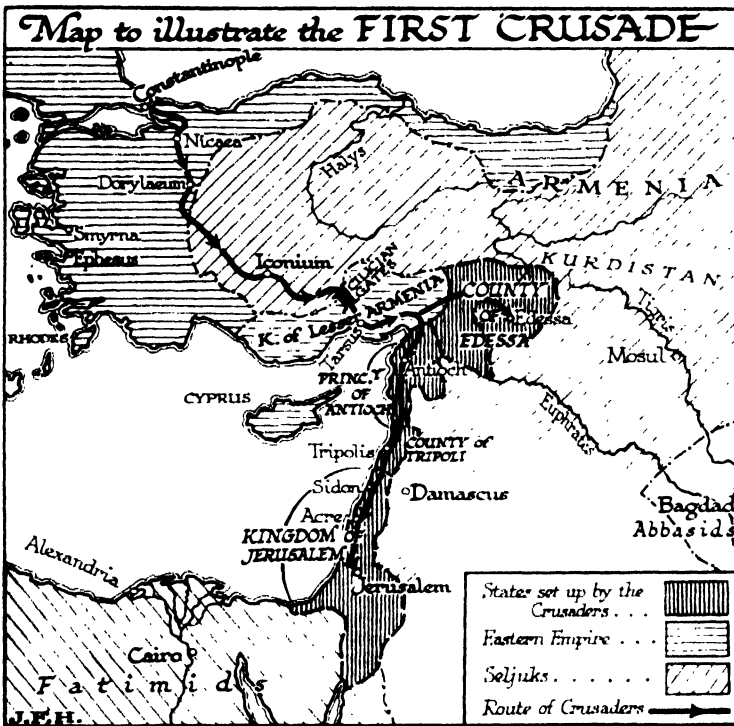 Map to illustrate the FIRST CRUSADE
Constantinople
Nicaea
Halys
Dorylaeum
ARMENIA
Smyrna
Ephesus
Iconium
CILICIAN
GATES
KURDISTAN
K. of Lesser ARMENIA
COUNTY
OF
EDESSA
Edessa
Tigris
RHODES
Tarsus
Mosul
Antioch
PRINC.Y
OF
ANTIOCH
CYPRUS
Euphratis
Tripolis
COUNTY of
TRIPOLI
Sidon
Damascus
Acre
Bagdad
Abbasids
KINGDOM of
JERUSALEM
Alexandria
Jerusalem
Cairo
Fatimids
J.F.H.
States set up by the
Crusaders . . .
Eastern Empire . . .
Seljuks . . . . . . .
Route of Crusaders